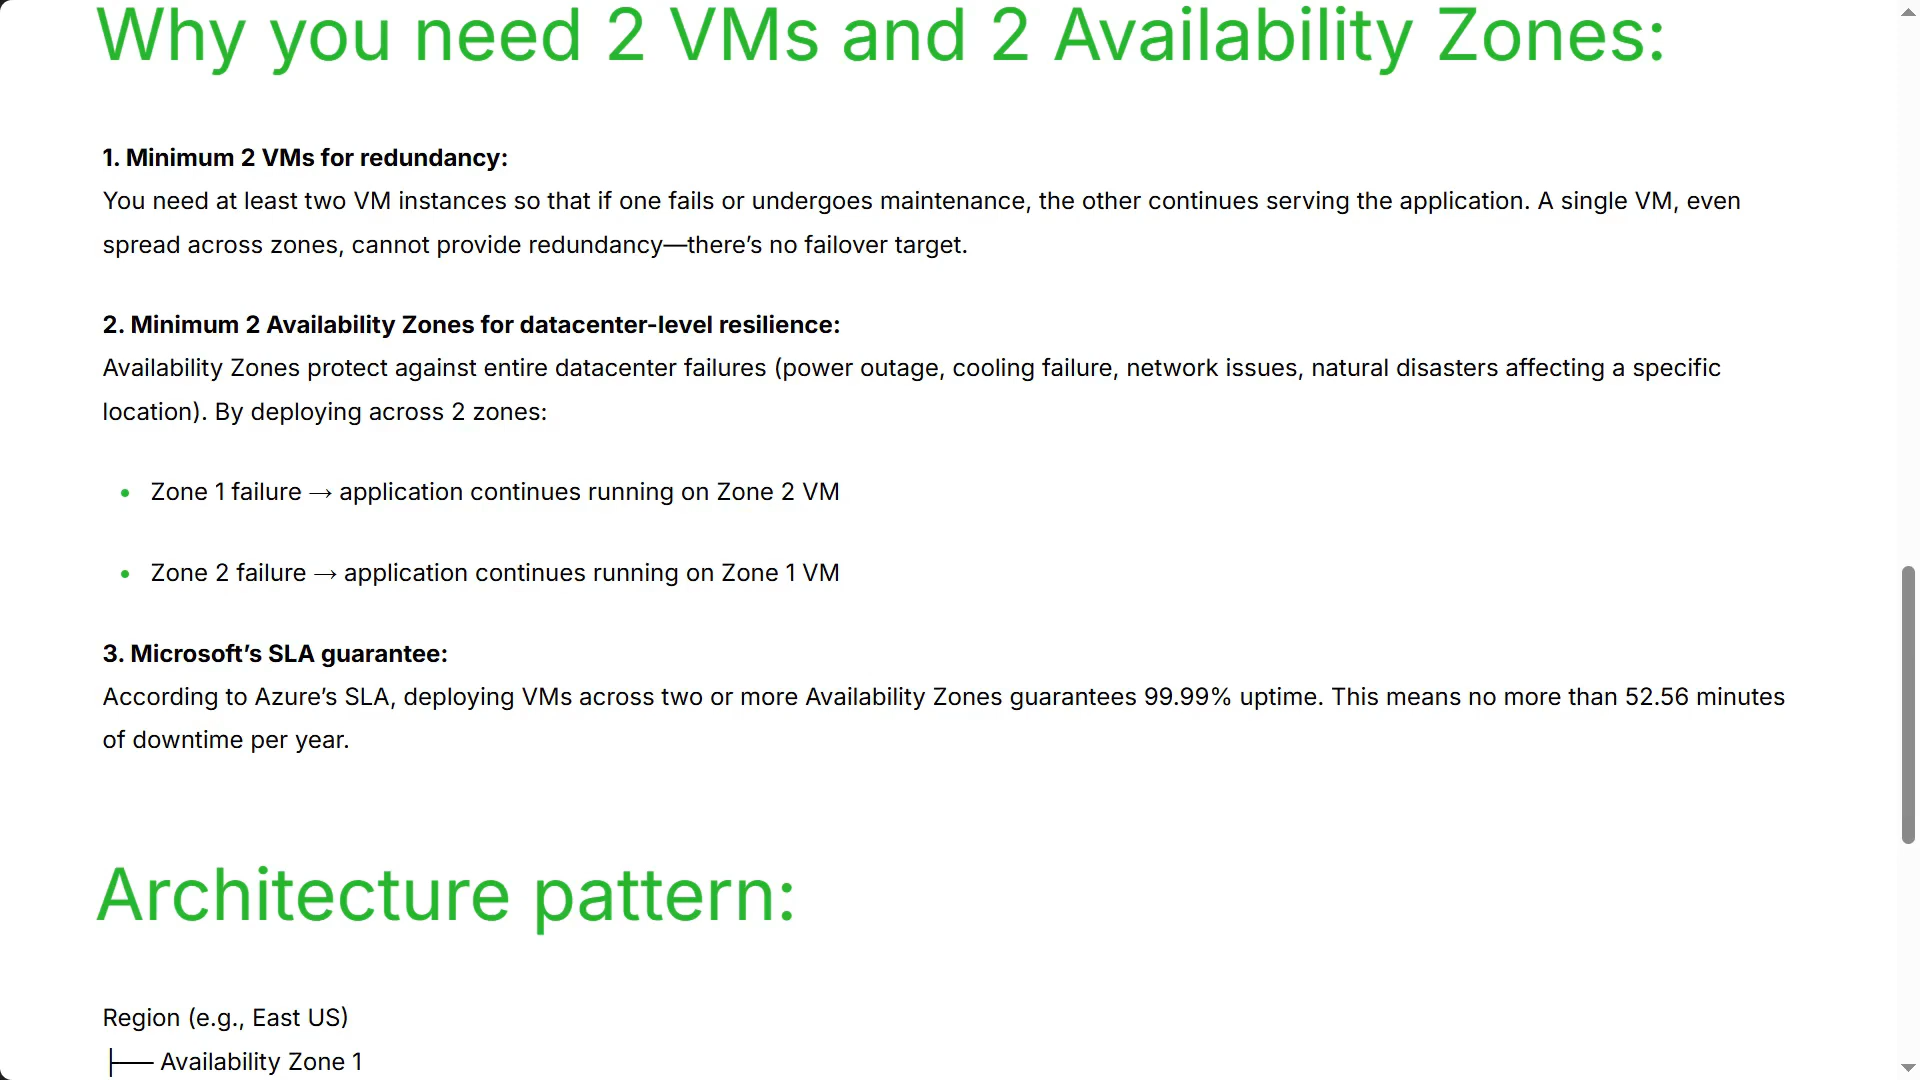 Why you need 2 VMs and 2 Availability Zones:
1. Minimum 2 VMs for redundancy:
You need at least two VM instances so that if one fails or undergoes maintenance, the other continues serving the application. A single VM, even
spread across zones, cannot provide redundancy—there’s no failover target.
2. Minimum 2 Availability Zones for datacenter-level resilience:
Availability Zones protect against entire datacenter failures (power outage, cooling failure, network issues, natural disasters affecting a specific
location). By deploying across 2 zones:
• Zone 1 failure → application continues running on Zone 2 VM
• Zone 2 failure → application continues running on Zone 1 VM
3. Microsoft’s SLA guarantee:
According to Azure’s SLA, deploying VMs across two or more Availability Zones guarantees 99.99% uptime. This means no more than 52.56 minutes
of downtime per year.
Architecture pattern:
Region (e.g., East US)
├── Availability Zone 1